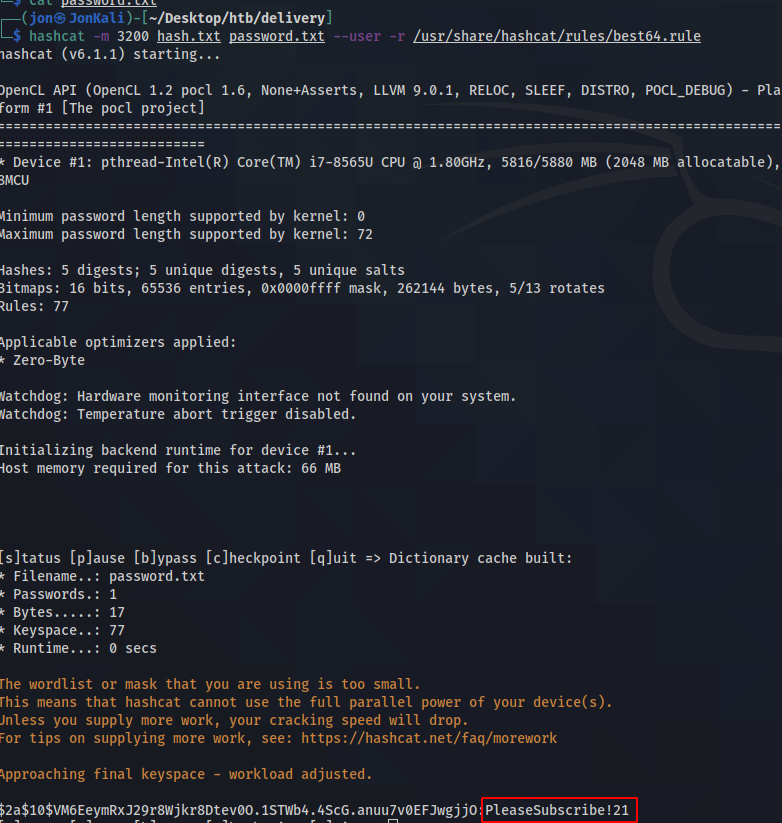 $ cat password.txt
(jon㉿JonKali)-[~/Desktop/htb/delivery]
$ hashcat -m 3200 hash.txt password.txt --user -r /usr/share/hashcat/rules/best64.rule
hashcat (v6.1.1) starting...
OpenCL API (OpenCL 1.2 pocl 1.6, None+Asserts, LLVM 9.0.1, RELOC, SLEEF, DISTRO, POCL_DEBUG) - Pla
form #1 [The pocl project]
==================================================================================================
==========================
* Device #1: pthread-Intel(R) Core(TM) i7-8565U CPU @ 1.80GHz, 5816/5880 MB (2048 MB allocatable),
8MCU
Minimum password length supported by kernel: 0
Maximum password length supported by kernel: 72
Hashes: 5 digests; 5 unique digests, 5 unique salts
Bitmaps: 16 bits, 65536 entries, 0x0000ffff mask, 262144 bytes, 5/13 rotates
Rules: 77
Applicable optimizers applied:
* Zero-Byte
Watchdog: Hardware monitoring interface not found on your system.
Watchdog: Temperature abort trigger disabled.
Initializing backend runtime for device #1...
Host memory required for this attack: 66 MB
[s]tatus [p]ause [b]ypass [c]heckpoint [q]uit => Dictionary cache built:
* Filename..: password.txt
* Passwords.: 1
* Bytes.....: 17
* Keyspace..: 77
* Runtime...: 0 secs
The wordlist or mask that you are using is too small.
This means that hashcat cannot use the full parallel power of your device(s).
Unless you supply more work, your cracking speed will drop.
For tips on supplying more work, see: https://hashcat.net/faq/morework
Approaching final keyspace - workload adjusted.
$2a$10$VM6EeymRxJ29r8Wjkr8Dtev0O.1STWb4.4ScG.anuu7v0EFJwgjjO:PleaseSubscribe!21